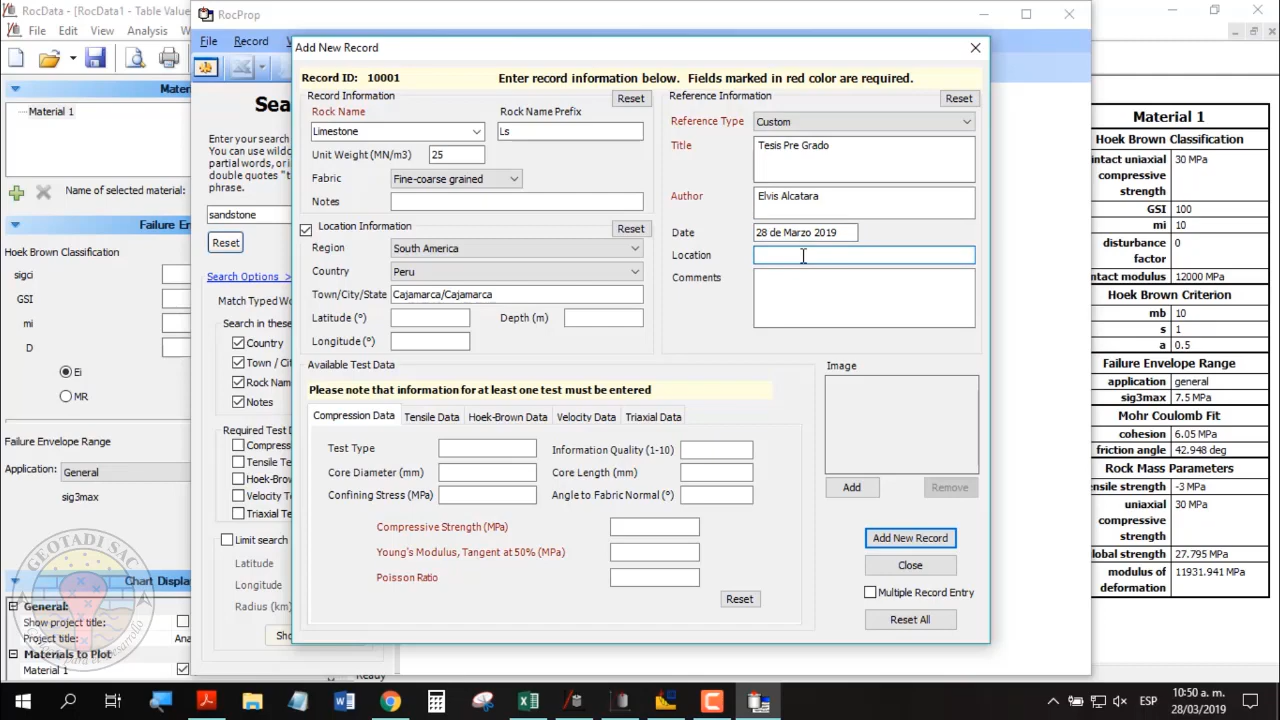 RocData - [RocData1 - Table Value
File Edit View Analysis
Mater
Material 1
Name of selected material:
Failure En
Hoek Brown Classification
sigci
GSI
mi
D
Ei
MR
Failure Envelope Range
Application: General
sig3max
Chart Display
General:
Show project title:
Project title: Ana
Materials to Plot
Material 1
GEOTADI SAC
RocProp
File Record V
Sea
Enter your search
You can use wildc
partial words, or i
double quotes "t
phrase.
sandstone
Reset
Search Options >
Match Typed Wo
Search in these
Country
Town / Cit
Rock Nam
Notes
Required Test D
Compress
Tensile Te
Hoek-Brow
Velocity T
Triaxial Te
Limit search
Latitude
Longitude
Radius (km)
Sho
Ready
Add New Record
Record ID: 10001 Enter record information below. Fields marked in red color are required.
Record Information Reset
Rock Name Rock Name Prefix
Limestone Ls
Unit Weight (MN/m3) 25
Fabric Fine-coarse grained
Notes
Location Information Reset
Region South America
Country Peru
Town/City/State Cajamarca/Cajamarca
Latitude (º) Depth (m)
Longitude (º)
Reference Information Reset
Reference Type Custom
Title Tesis Pre Grado
Author Elvis Alcatara
Date 28 de Marzo 2019
Location
Comments
Available Test Data
Please note that information for at least one test must be entered
Compression Data Tensile Data Hoek-Brown Data Velocity Data Triaxial Data
Test Type Information Quality (1-10)
Core Diameter (mm) Core Length (mm)
Confining Stress (MPa) Angle to Fabric Normal (º)
Compressive Strength (MPa)
Young's Modulus, Tangent at 50% (MPa)
Poisson Ratio
Reset
Image
Add Remove
Add New Record
Close
Multiple Record Entry
Reset All
Material 1
Hoek Brown Classification
ntact uniaxial compressive strength 30 MPa
GSI 100
mi 10
disturbance factor 0
ntact modulus 12000 MPa
Hoek Brown Criterion
mb 10
s 1
a 0.5
Failure Envelope Range
application general
sig3max 7.5 MPa
Mohr Coulomb Fit
cohesion 6.05 MPa
friction angle 42.948 deg
Rock Mass Parameters
ensile strength -3 MPa
uniaxial compressive strength 30 MPa
lobal strength 27.795 MPa
modulus of deformation 11931.941 MPa
ESP
10:50 a. m.
28/03/2019